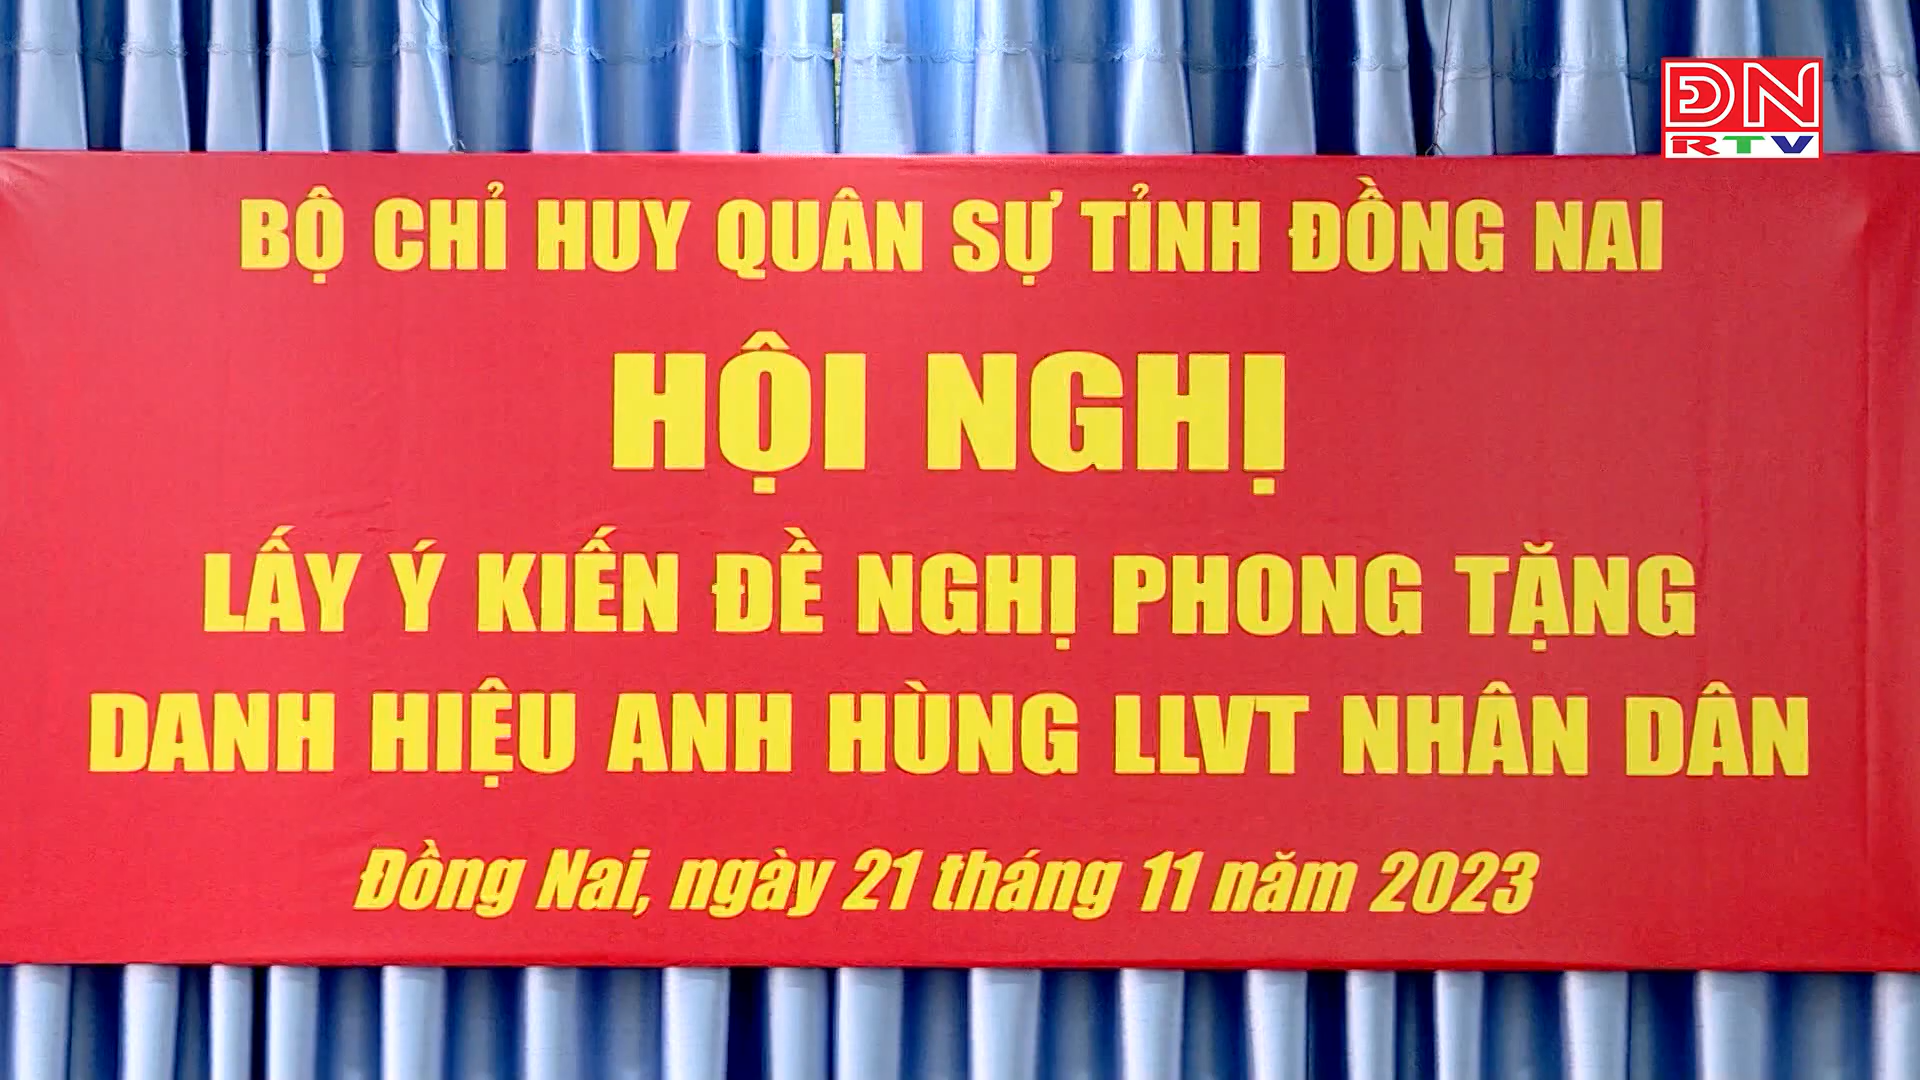 ĐN
RTV
BỘ CHỈ HUY QUÂN SỰ TỈNH ĐỒNG NAI
HỘI NGHỊ
LẤY Ý KIẾN ĐỀ NGHỊ PHONG TẶNG
DANH HIỆU ANH HÙNG LLVT NHÂN DÂN
Đồng Nai, ngày 21 tháng 11 năm 2023